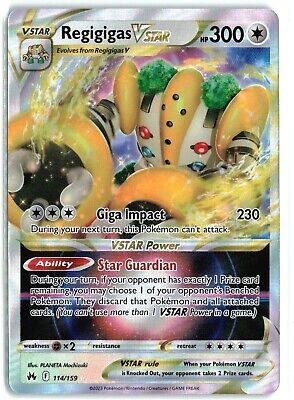 VSTAR Regigigas VSTAR HP 300
Evolves from Regigigas V
Giga Impact 230
During your next turn, this Pokémon can't attack.
VSTAR Power
Ability Star Guardian
During your turn, if your opponent has exactly 1 Prize card
remaining, you may choose 1 of your opponent's Benched
Pokémon. They discard that Pokémon and all attached
cards. (You can't use more than 1 VSTAR Power in a game.)
weakness ×2 resistance retreat
Illus. PLANETA Mochizuki
VSTAR rule
F 114/159
©2023 Pokémon / Nintendo / Creatures / GAME FREAK
is Knocked Out, your opponent takes 2 Prize cards.